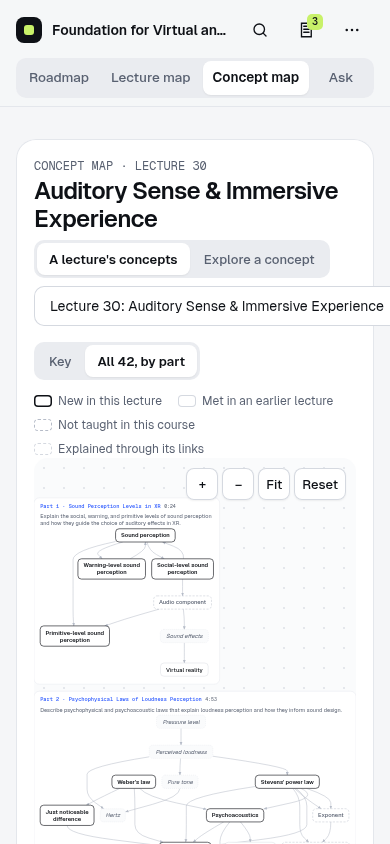 Foundation for Virtual an...
3
Roadmap
Lecture map
Concept map
Ask
CONCEPT MAP · LECTURE 30
Auditory Sense & Immersive
Experience
A lecture's concepts
Explore a concept
Lecture 30: Auditory Sense & Immersive Experience
Key
All 42, by part
New in this lecture
Met in an earlier lecture
Not taught in this course
Explained through its links
+
−
Fit
Reset
Part 1 · Sound Perception Levels in XR 0:24
Explain the social, warning, and primitive levels of sound perception
and how they guide the choice of auditory effects in XR.
Sound perception
Warning-level sound
perception
Social-level sound
perception
Audio component
Primitive-level sound
perception
Sound effects
Virtual reality
Part 2 · Psychophysical Laws of Loudness Perception 4:53
Describe psychophysical and psychoacoustic laws that explain loudness perception and how they inform sound design.
Pressure level
Perceived loudness
Weber's law
Pure tone
Stevens' power law
Just noticeable
difference
Hertz
Psychoacoustics
Exponent